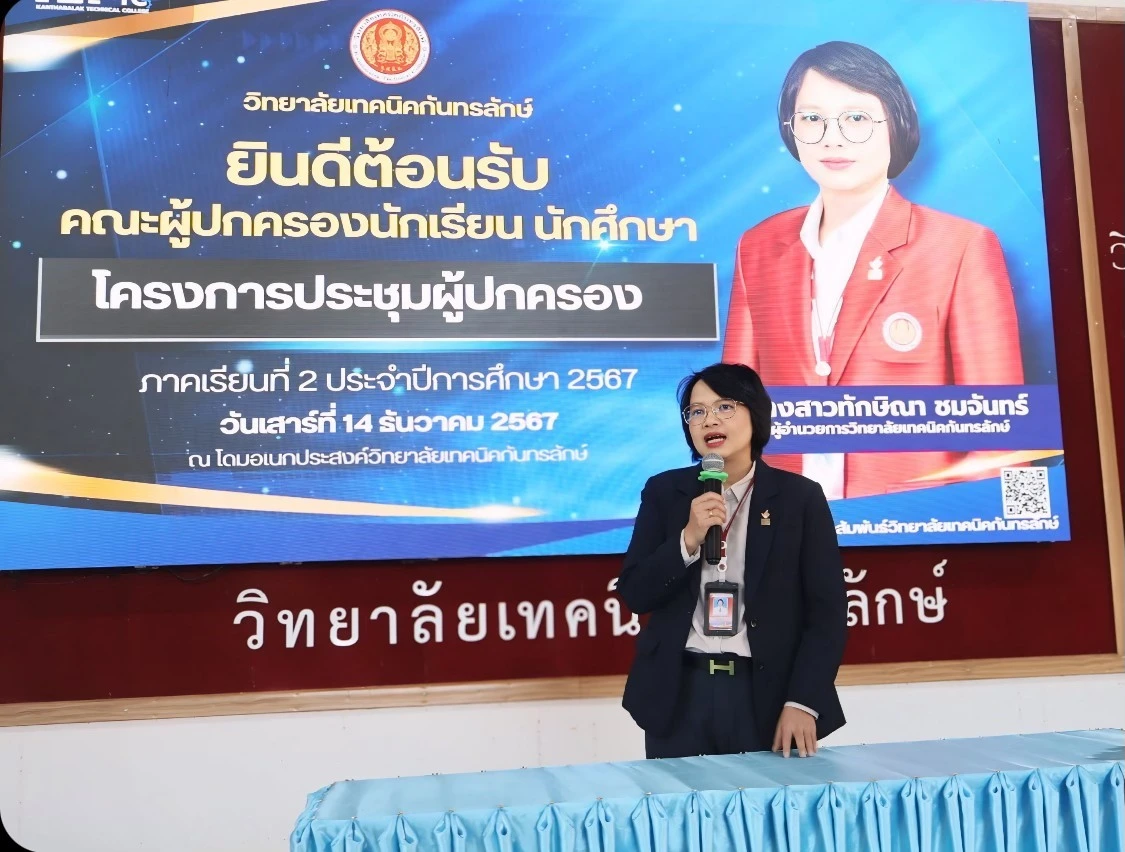 KANTHARALAK TECHNICAL COLLEGE
วิทยาลัยเทคนิคกันทรลักษ์
ยินดีต้อนรับ
คณะผู้ปกครองนักเรียน นักศึกษา
โครงการประชุมผู้ปกครอง
ภาคเรียนที่ 2 ประจำปีการศึกษา 2567
วันเสาร์ที่ 14 ธันวาคม 2567
ณ โดมอเนกประสงค์วิทยาลัยเทคนิคกันทรลักษ์
างสาวทักษิณา ชมจันทร์
ผู้อำนวยการวิทยาลัยเทคนิคกันทรลักษ์
สัมพันธ์วิทยาลัยเทคนิคกันทรลักษ์
วิทยาลัยเทคนิ ลักษ์